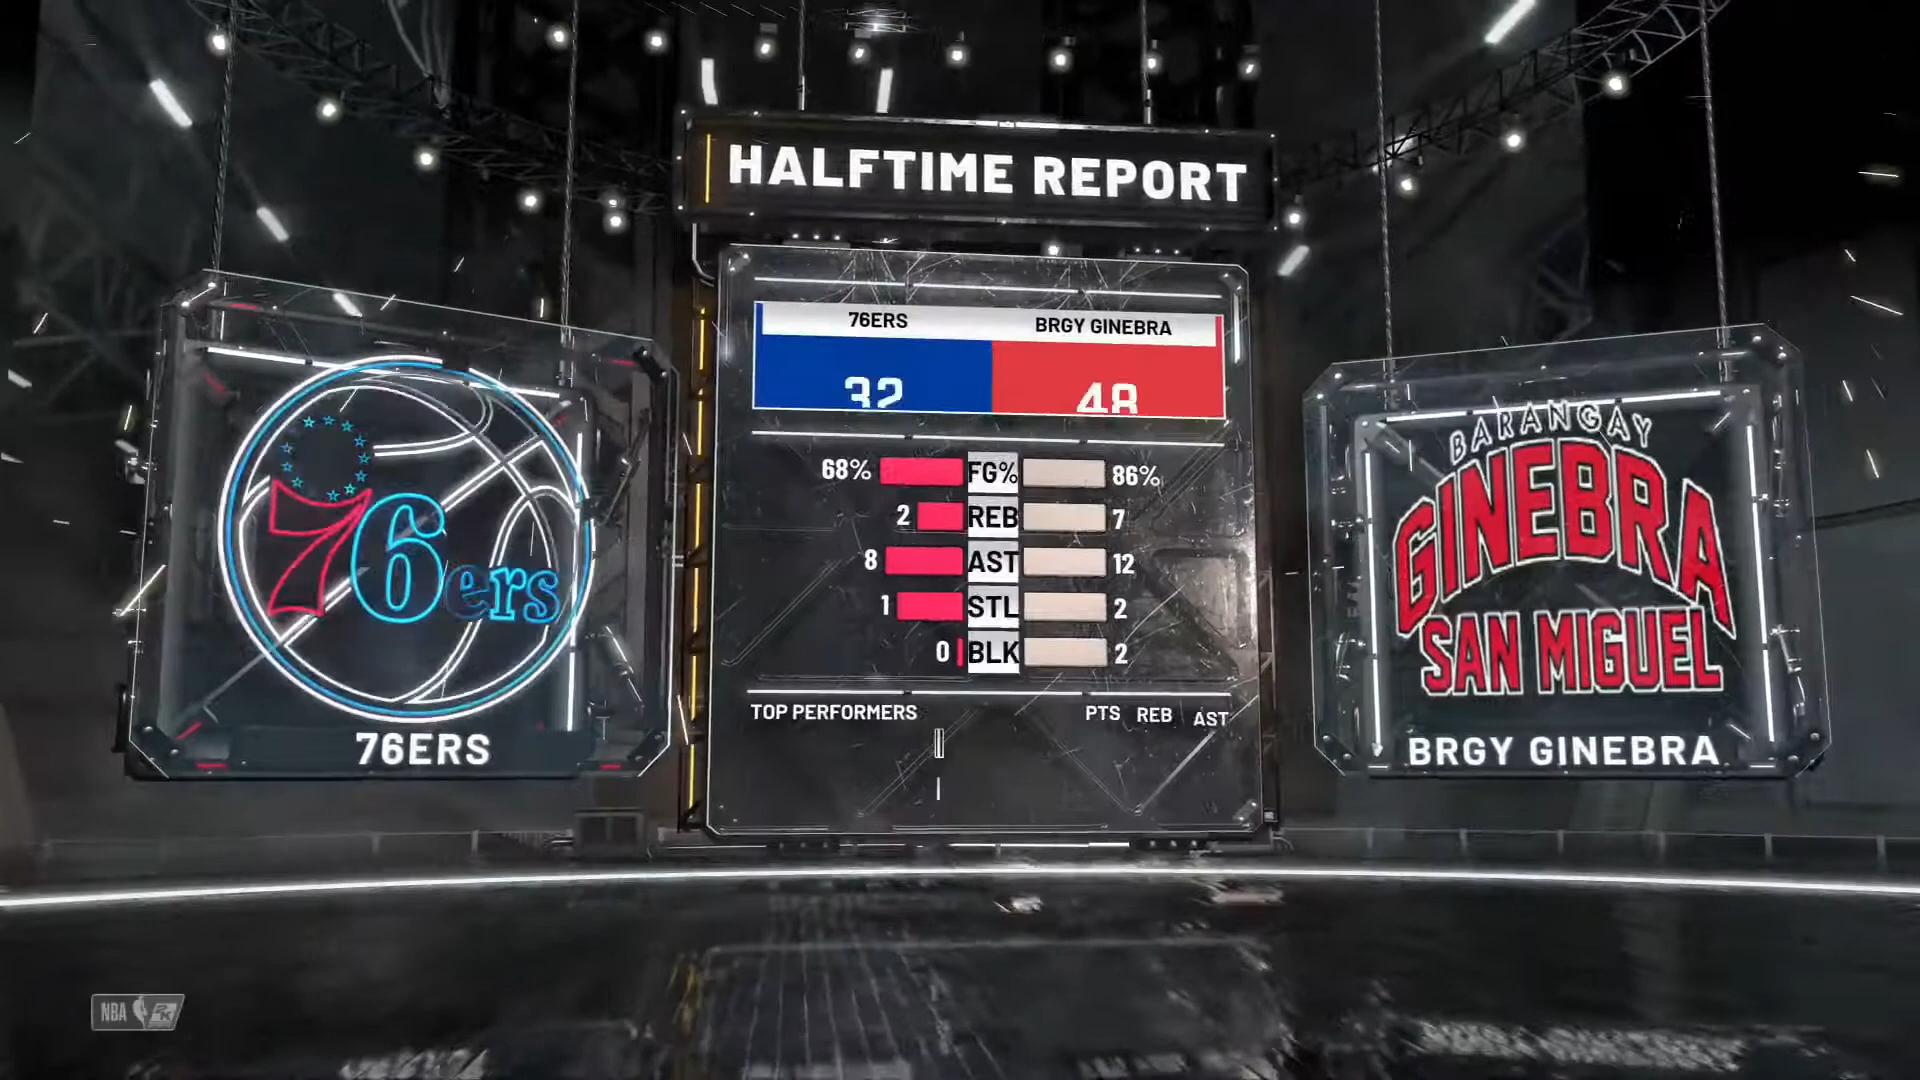 HALFTIME REPORT
76ERS BRGY GINEBRA
32 48
68% FG% 86%
2 REB 7
8 AST 12
1 STL 2
0 BLK 2
TOP PERFORMERS PTS REB AST
76ers
76ERS
BARANGAY
GINEBRA
SAN MIGUEL
BRGY GINEBRA
NBA 2K